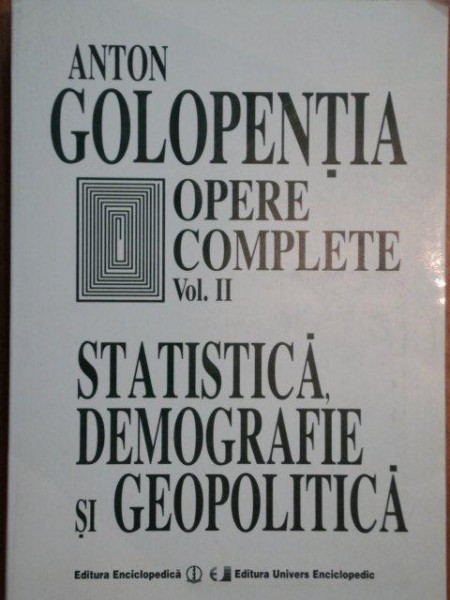 ANTON
GOLOPENȚIA
OPERE
COMPLETE
Vol. II
STATISTICĂ,
DEMOGRAFIE
ȘI GEOPOLITICĂ
Editura Enciclopedică Editura Univers Enciclopedic